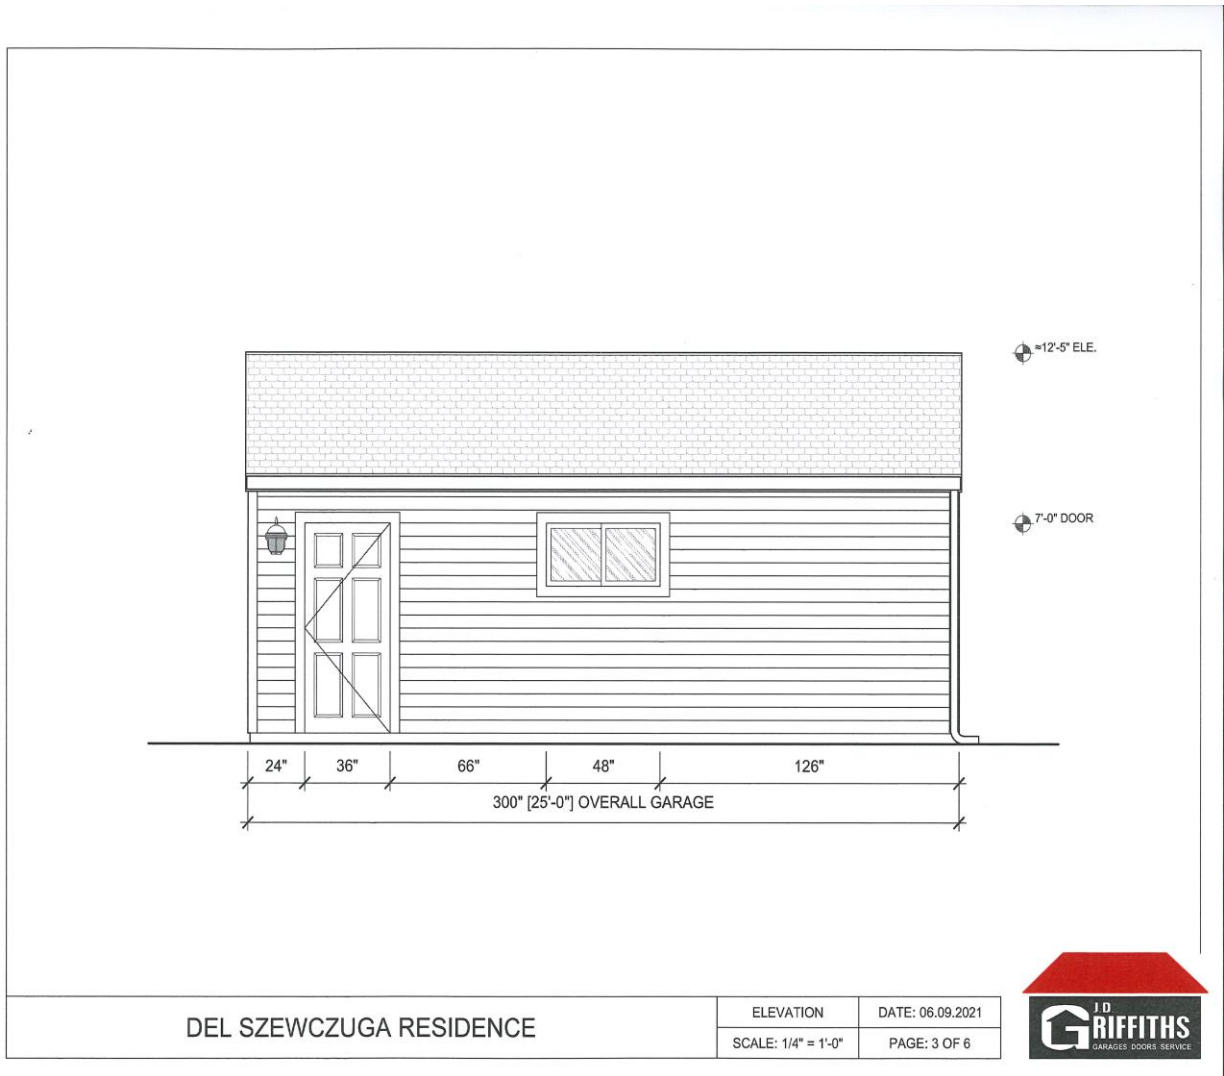 ≈12'-5" ELE.
7'-0" DOOR
24" 36" 66" 48" 126"
300" [25'-0"] OVERALL GARAGE
DEL SZEWCZUGA RESIDENCE
ELEVATION
DATE: 06.09.2021
SCALE: 1/4" = 1'-0"
PAGE: 3 OF 6
J.D
GRIFFITHS
GARAGES DOORS SERVICE